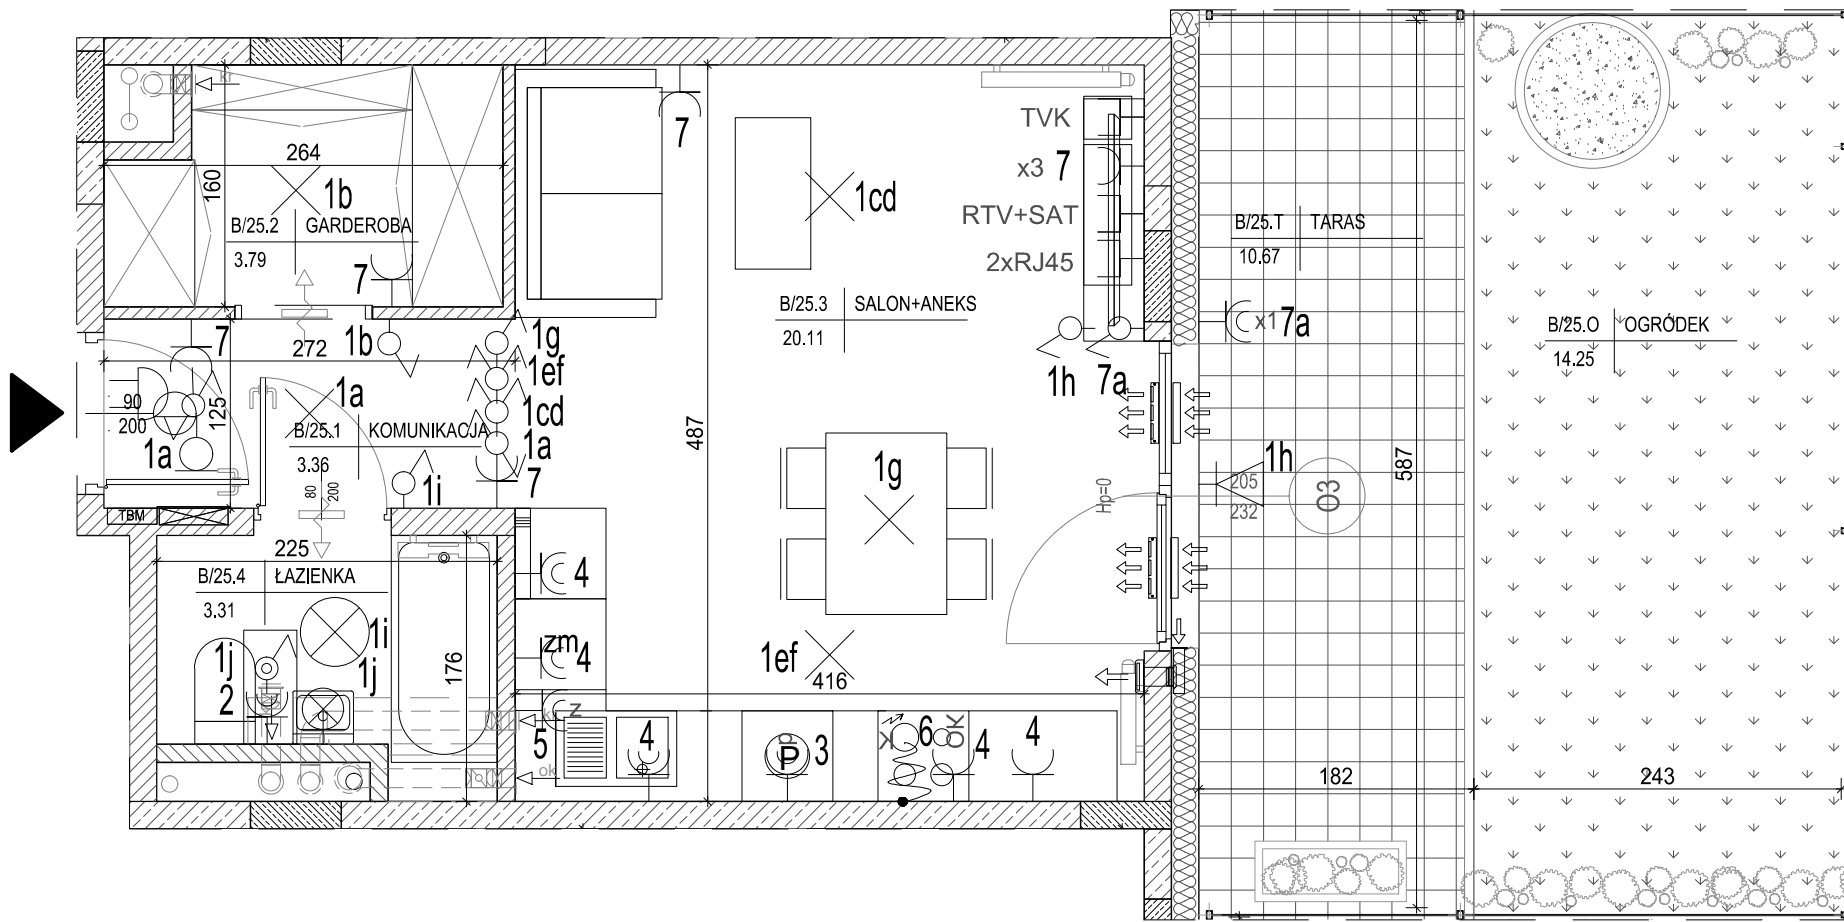 kr
264
160
1b
B/25.2 GARDEROBA
3.79
7
7
1cd
TVK
x3 7
RTV+SAT
2xRJ45
B/25.3 SALON+ANEKS
20.11
B/25.T TARAS
10.67
x1 7a
B/25.O OGRÓDEK
14.25
7
272
1b
1g
1ef
1cd
1a
7
1h
7a
90
200
125
1a
1a
B/25.1 KOMUNIKACJA
3.36
80
200
1i
487
1g
Hp=0
1h
205
232
O3
587
TBM
225
B/25.4 ŁAZIENKA
3.31
1j
2
1i
1j
176
4
zm 4
1ef
416
z
5
ok
4
P
3
K
6
OK
4
4
182
243